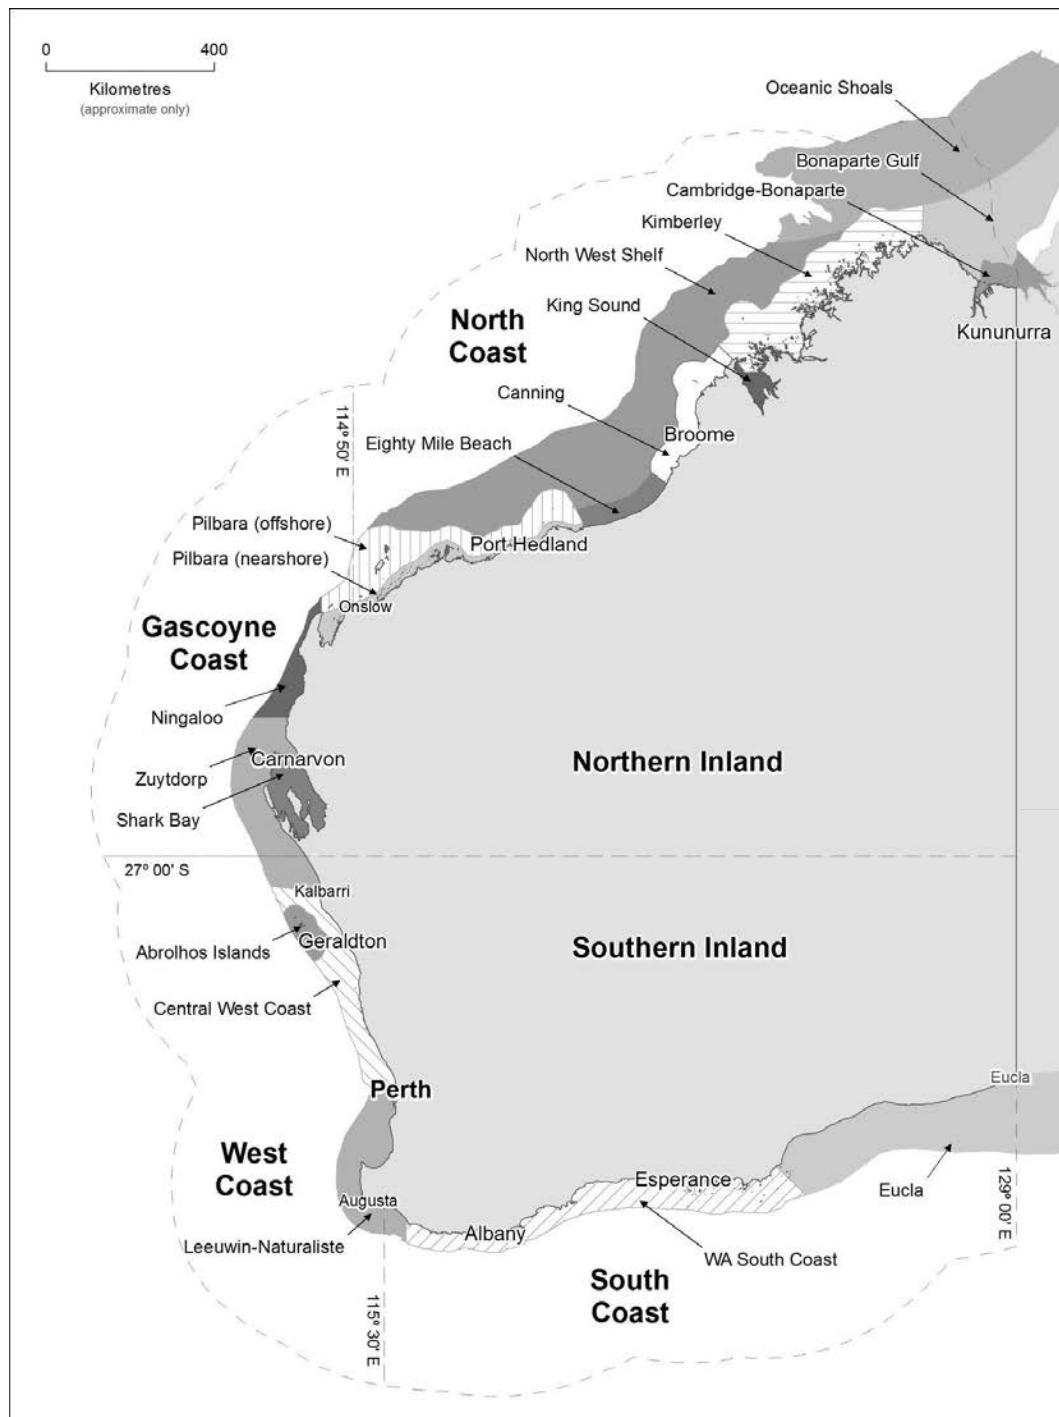 0 400
Kilometres
(approximate only)
Oceanic Shoals
Bonaparte Gulf
Cambridge-Bonaparte
Kimberley
North West Shelf
King Sound
North
Coast
Kununurra
Canning
114° 50' E
Broome
Eighty Mile Beach
Pilbara (offshore)
Port Hedland
Pilbara (nearshore)
Onslow
Gascoyne
Coast
Ningaloo
Carnarvon
Northern Inland
Zuytdorp
Shark Bay
27° 00' S
Kalbarri
Geraldton
Abrolhos Islands
Southern Inland
Central West Coast
Perth
Eucla
West
Coast
Esperance
Eucla
129° 00' E
Augusta
Albany
Leeuwin-Naturaliste
WA South Coast
South
Coast
115° 30' E